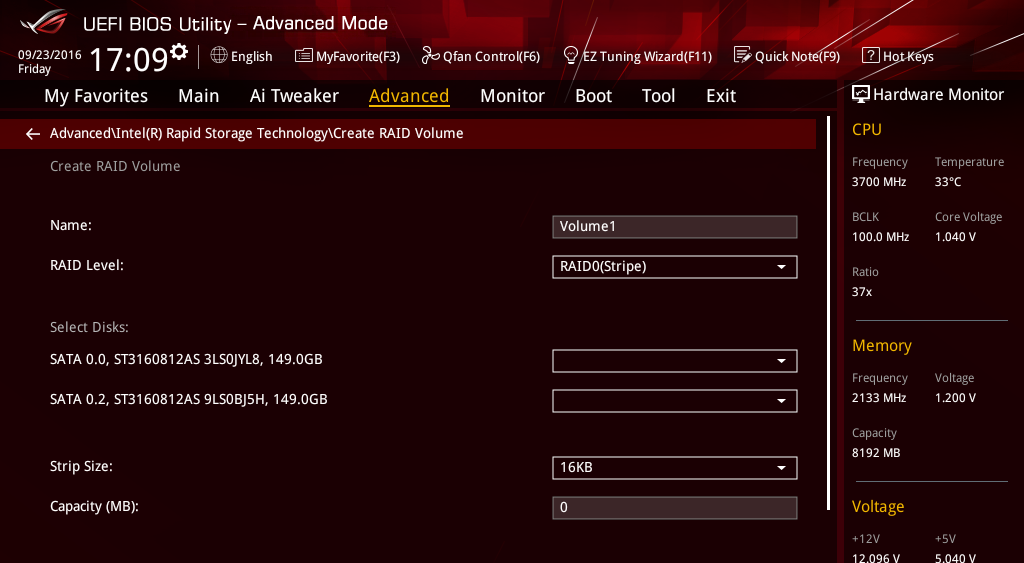 UEFI BIOS Utility – Advanced Mode
09/23/2016
Friday
17:09
English
MyFavorite(F3)
Qfan Control(F6)
EZ Tuning Wizard(F11)
Quick Note(F9)
? Hot Keys
My Favorites Main Ai Tweaker Advanced Monitor Boot Tool Exit
Advanced\Intel(R) Rapid Storage Technology\Create RAID Volume
Create RAID Volume
Name: Volume1
RAID Level: RAID0(Stripe)
Select Disks:
SATA 0.0, ST3160812AS 3LS0JYL8, 149.0GB
SATA 0.2, ST3160812AS 9LS0BJ5H, 149.0GB
Strip Size: 16KB
Capacity (MB): 0
Hardware Monitor
CPU
Frequency Temperature
3700 MHz 33°C
BCLK Core Voltage
100.0 MHz 1.040 V
Ratio
37x
Memory
Frequency Voltage
2133 MHz 1.200 V
Capacity
8192 MB
Voltage
+12V +5V
12.096 V 5.040 V